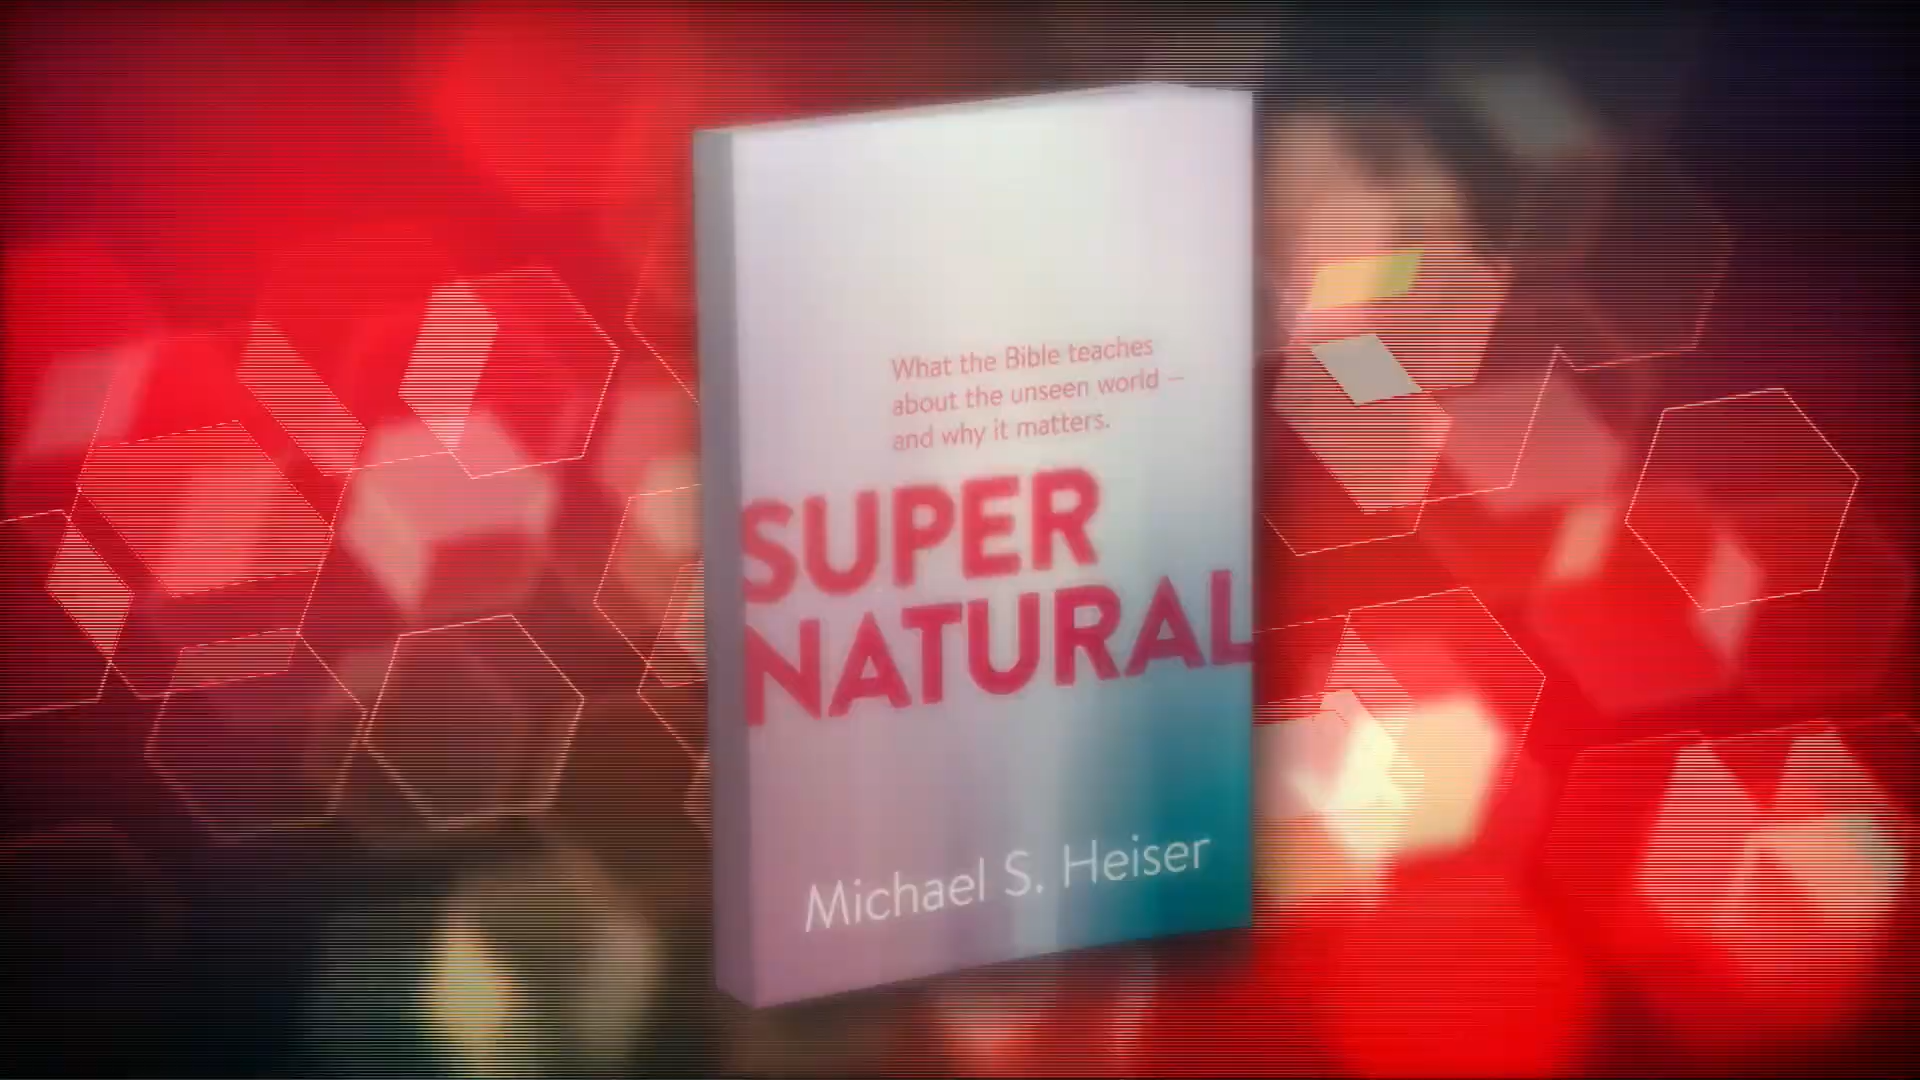 What the Bible teaches
about the unseen world –
and why it matters.
SUPER
NATURAL
Michael S. Heiser